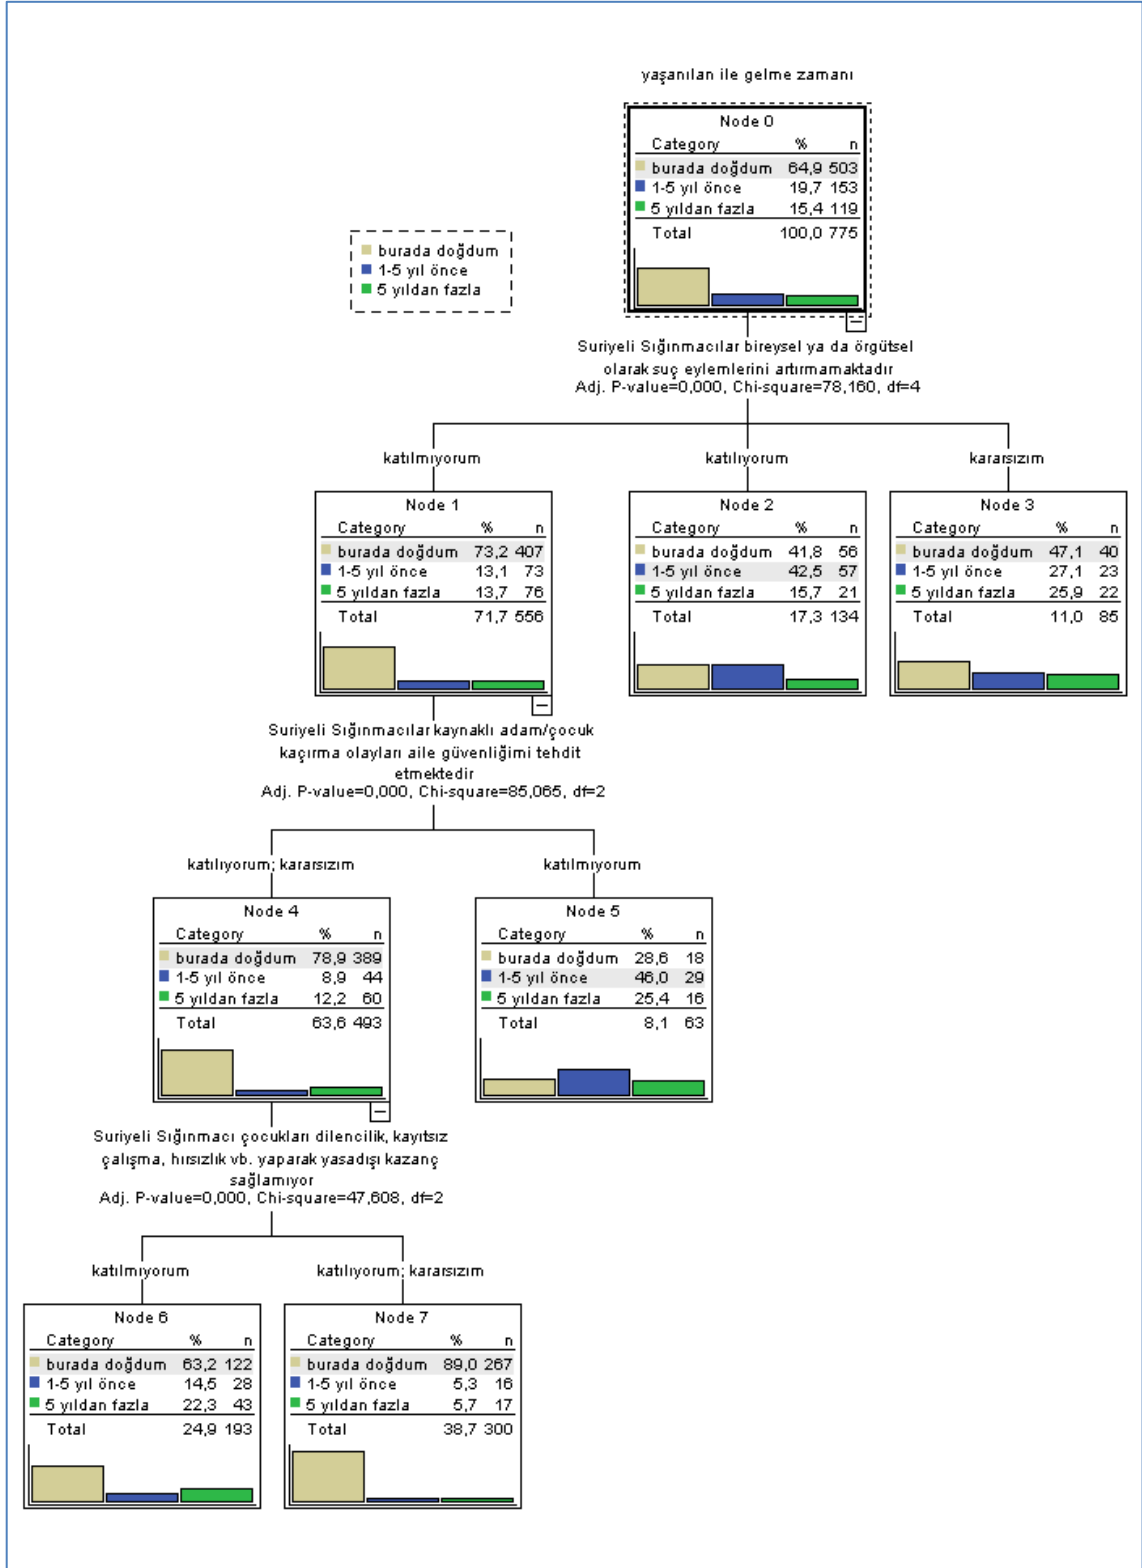 yaşanılan ile gelme zamanı
Node 0
Category % n
burada doğdum 64,9 503
1-5 yıl önce 19,7 153
5 yıldan fazla 15,4 119
Total 100,0 775
burada doğdum
1-5 yıl önce
5 yıldan fazla
Suriyeli Sığınmacılar bireysel ya da örgütsel
olarak suç eylemlerini artırmamaktadır
Adj. P-value=0,000, Chi-square=78,160, df=4
katılmıyorum
katılıyorum
kararsızım
Node 1
Category % n
burada doğdum 73,2 407
1-5 yıl önce 13,1 73
5 yıldan fazla 13,7 76
Total 71,7 556
Node 2
Category % n
burada doğdum 41,8 56
1-5 yıl önce 42,5 57
5 yıldan fazla 15,7 21
Total 17,3 134
Node 3
Category % n
burada doğdum 47,1 40
1-5 yıl önce 27,1 23
5 yıldan fazla 25,9 22
Total 11,0 85
Suriyeli Sığınmacılar kaynaklı adam/çocuk
kaçırma olayları aile güvenliğimi tehdit
etmektedir
Adj. P-value=0,000, Chi-square=85,065, df=2
katılıyorum; kararsızım
katılmıyorum
Node 4
Category % n
burada doğdum 78,9 389
1-5 yıl önce 8,9 44
5 yıldan fazla 12,2 60
Total 63,6 493
Node 5
Category % n
burada doğdum 28,6 18
1-5 yıl önce 46,0 29
5 yıldan fazla 25,4 16
Total 8,1 63
Suriyeli Sığınmacı çocukları dilencilik, kayıtsız
çalışma, hırsızlık vb. yaparak yasadışı kazanç
sağlamıyor
Adj. P-value=0,000, Chi-square=47,608, df=2
katılmıyorum
katılıyorum; kararsızım
Node 6
Category % n
burada doğdum 63,2 122
1-5 yıl önce 14,5 28
5 yıldan fazla 22,3 43
Total 24,9 193
Node 7
Category % n
burada doğdum 89,0 267
1-5 yıl önce 5,3 16
5 yıldan fazla 5,7 17
Total 38,7 300